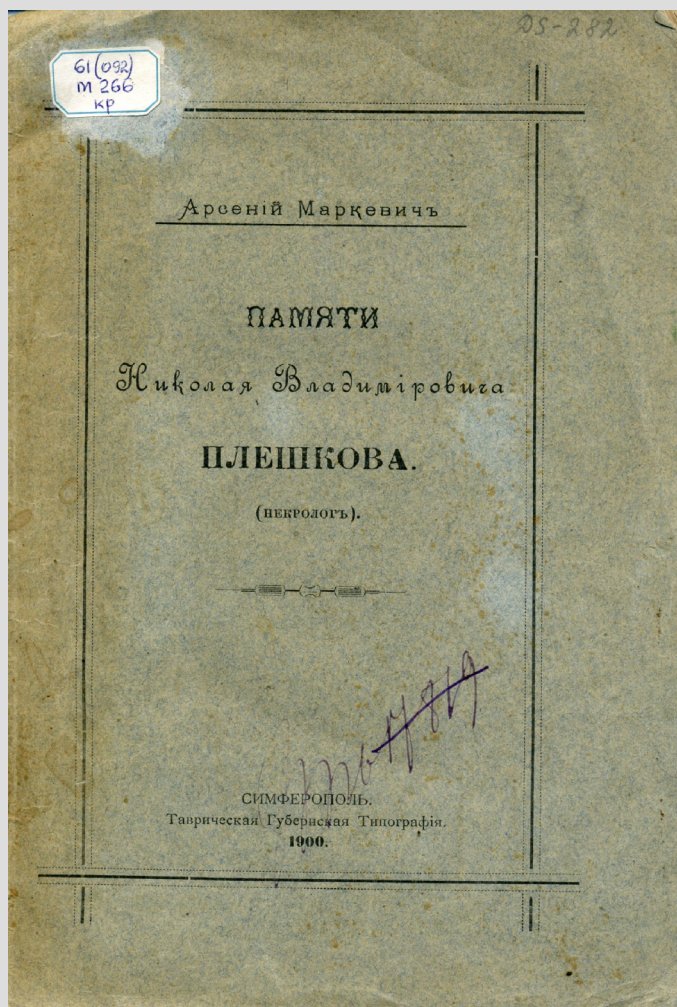 DS-282
61(092)
М 266
кр
Арсеній Маркевичъ
ПАМЯТИ
Николая Владиміровича
ПЛЕШКОВА.
(НЕКРОЛОГЪ).
СИМФЕРОПОЛЬ.
Таврическая Губернская Типографія.
1900.